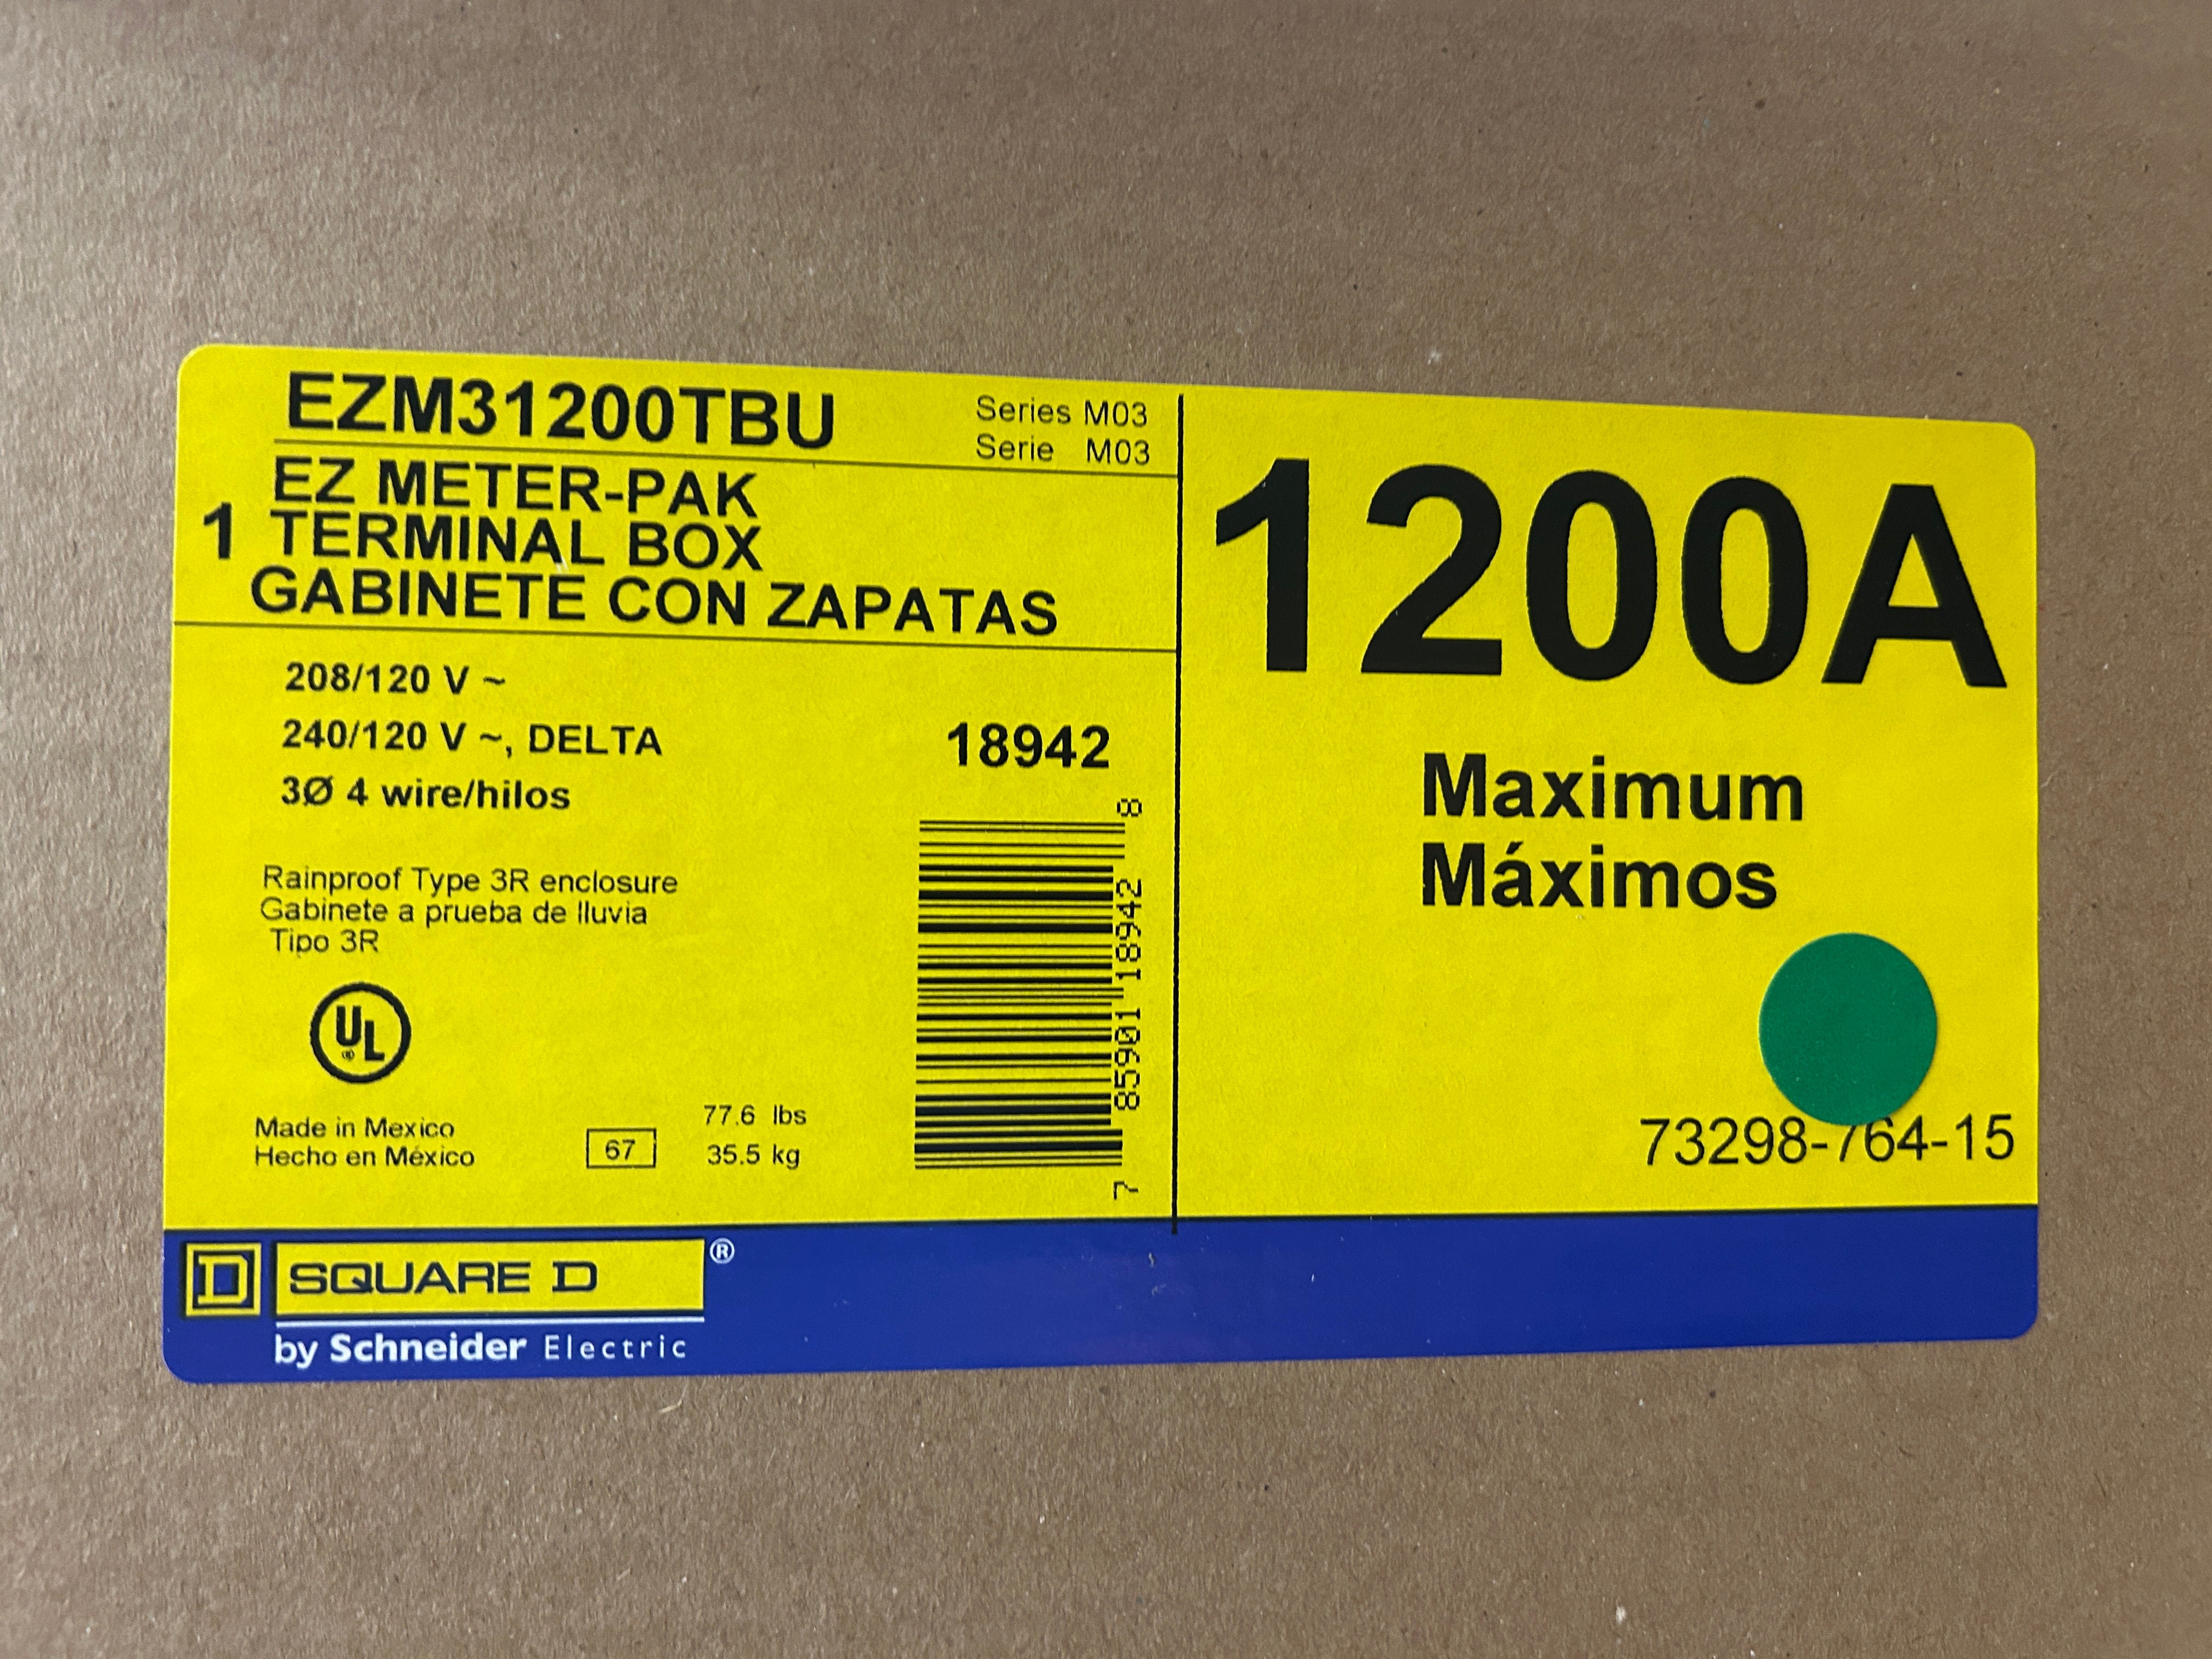 EZM31200TBU
Series M03
Serie M03
1
EZ METER-PAK
TERMINAL BOX
GABINETE CON ZAPATAS
208/120 V ~
240/120 V ~, DELTA
3Ø 4 wire/hilos
18942
Rainproof Type 3R enclosure
Gabinete a prueba de lluvia
Tipo 3R
UL
®
Made in Mexico
Hecho en México
67
77.6 lbs
35.5 kg
7 85901 18942 8
1200A
Maximum
Máximos
73298-764-15
D SQUARE D ®
by Schneider Electric